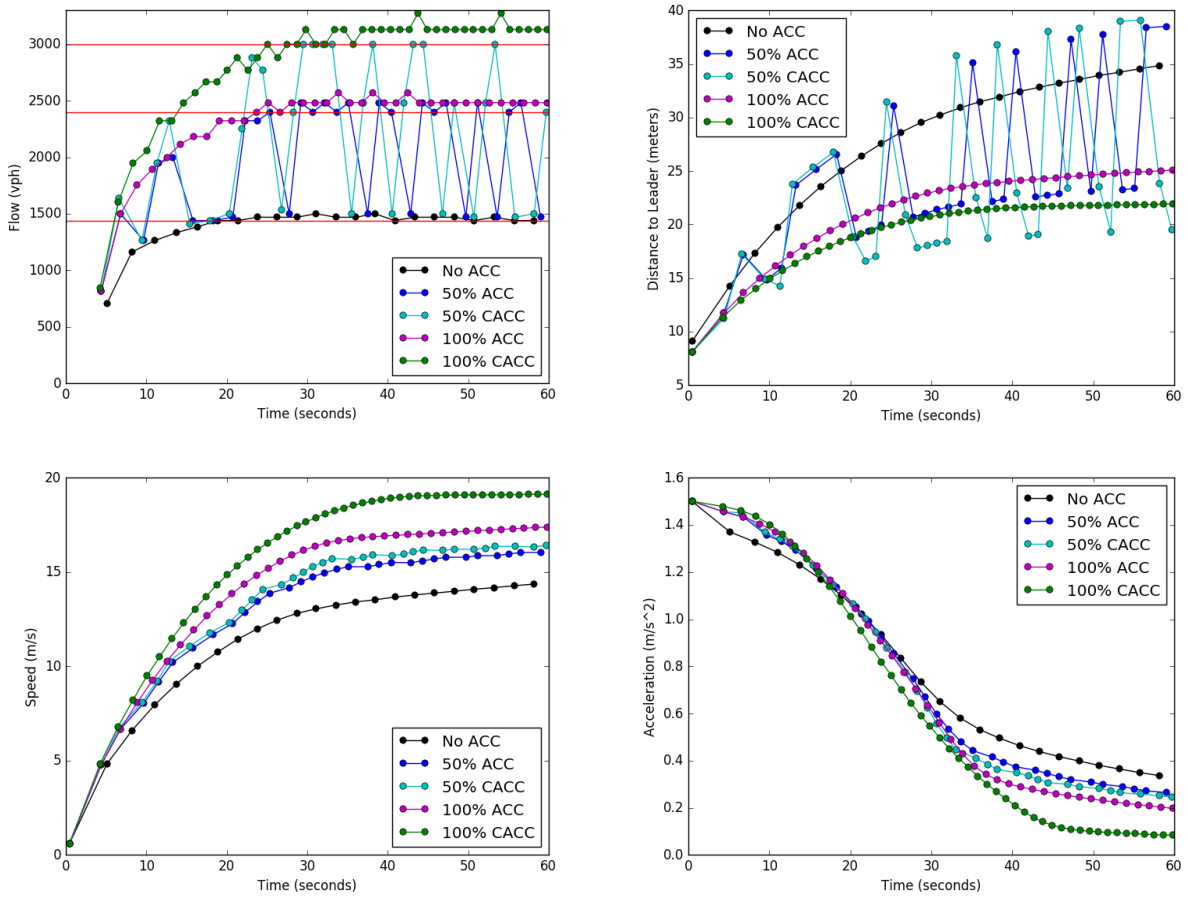 3000
2500
2000
1500
1000
500
0
Flow (vph)
No ACC
50% ACC
50% CACC
100% ACC
100% CACC
0 10 20 30 40 50 60
Time (seconds)
40
35
30
25
20
15
10
5
Distance to Leader (meters)
No ACC
50% ACC
50% CACC
100% ACC
100% CACC
0 10 20 30 40 50 60
Time (seconds)
20
15
10
5
0
Speed (m/s)
No ACC
50% ACC
50% CACC
100% ACC
100% CACC
0 10 20 30 40 50 60
Time (seconds)
1.6
1.4
1.2
1.0
0.8
0.6
0.4
0.2
0.0
Acceleration (m/s^2)
No ACC
50% ACC
50% CACC
100% ACC
100% CACC
0 10 20 30 40 50 60
Time (seconds)